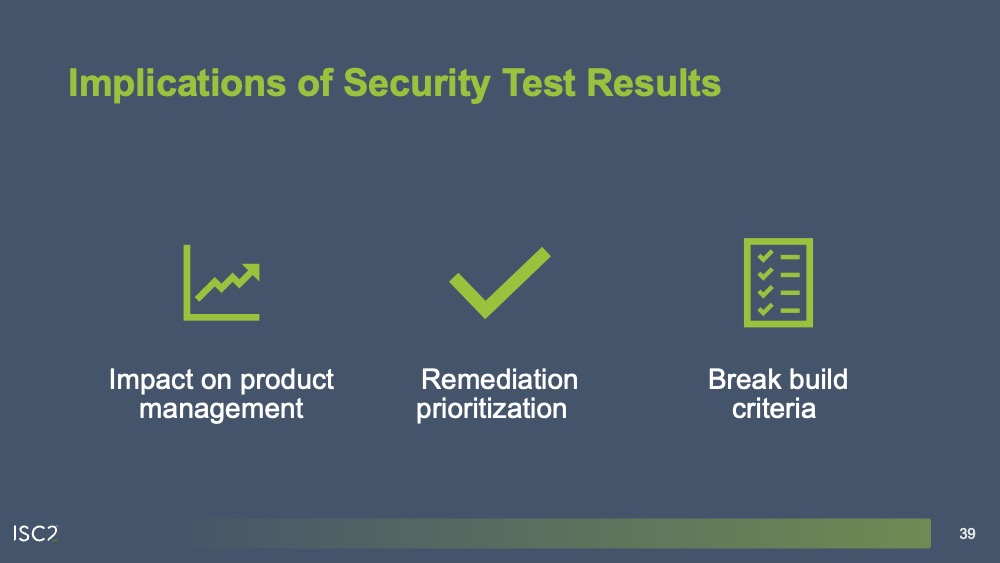 Implications of Security Test Results
Impact on product
management
Remediation
prioritization
Break build
criteria
ISC2
39